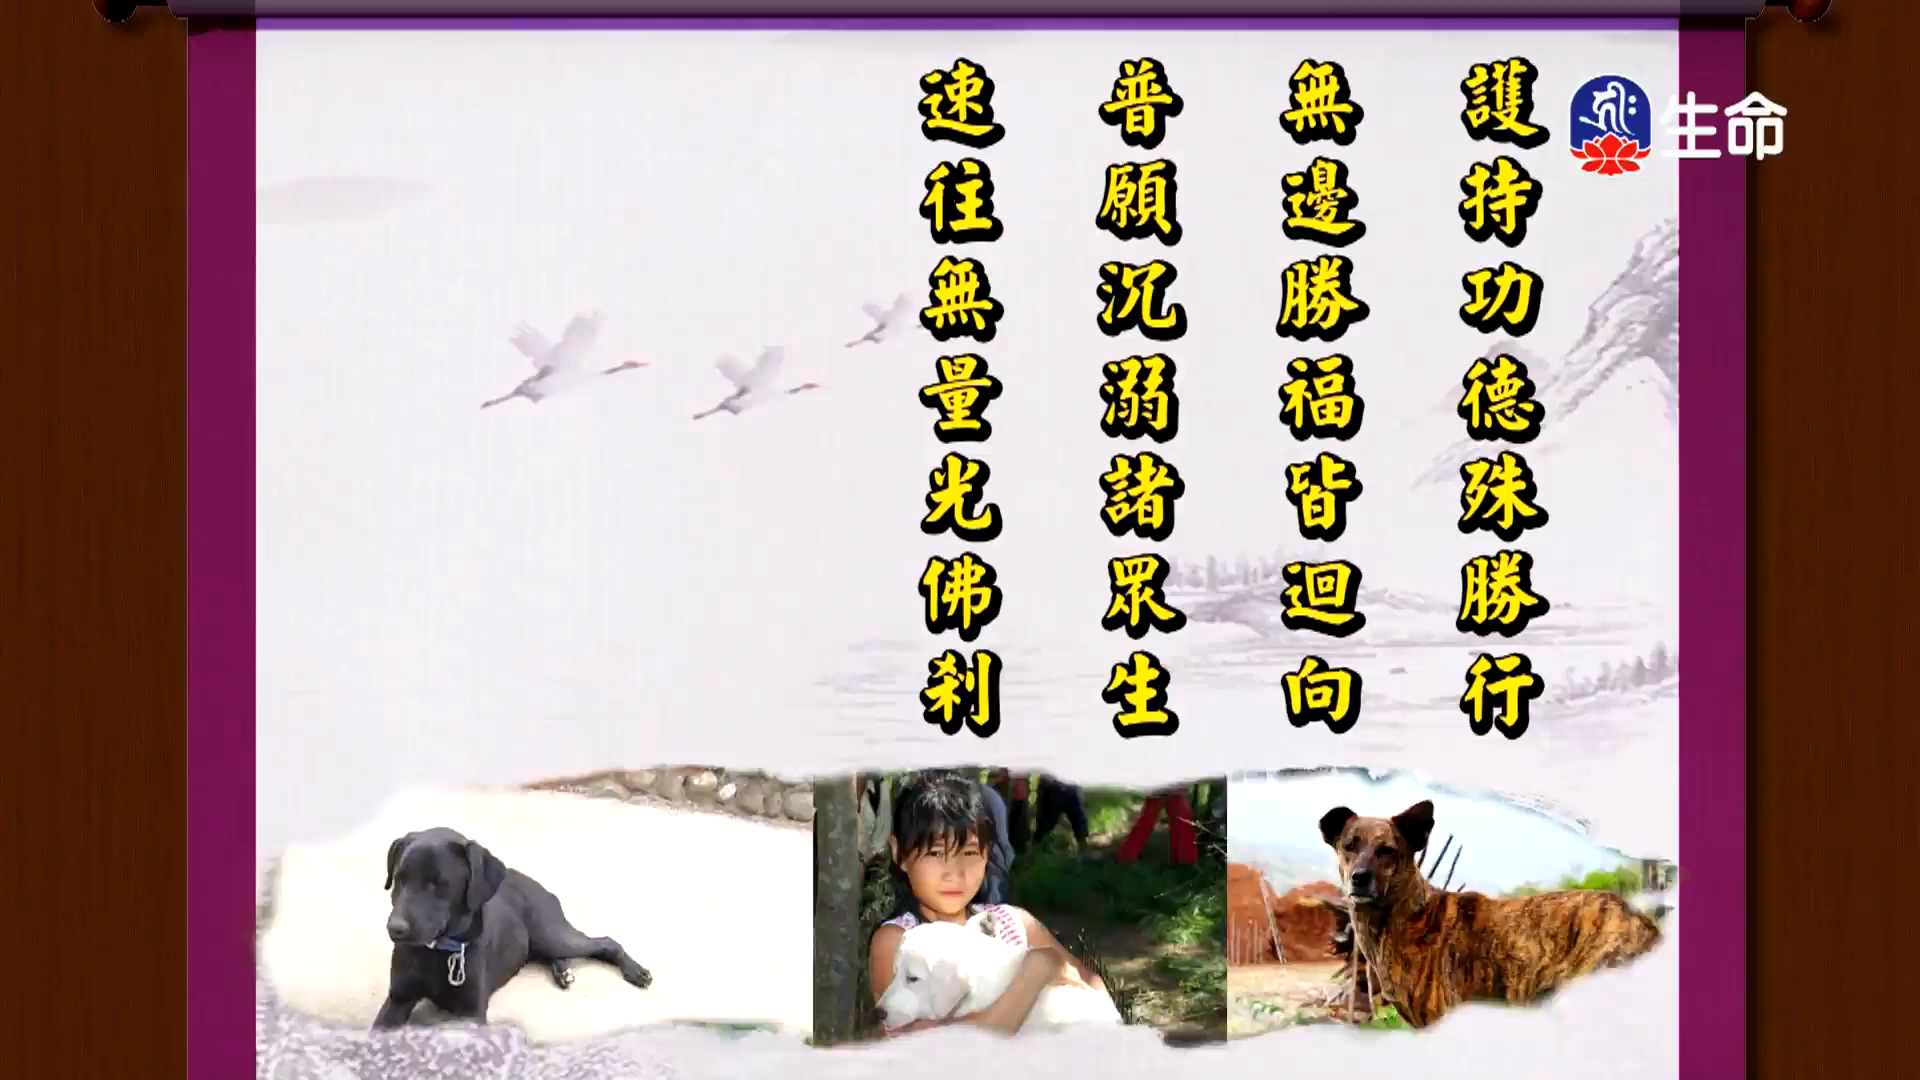 護持功德殊勝行
無邊勝福皆迴向
普願沉溺諸眾生
速往無量光佛剎
生命